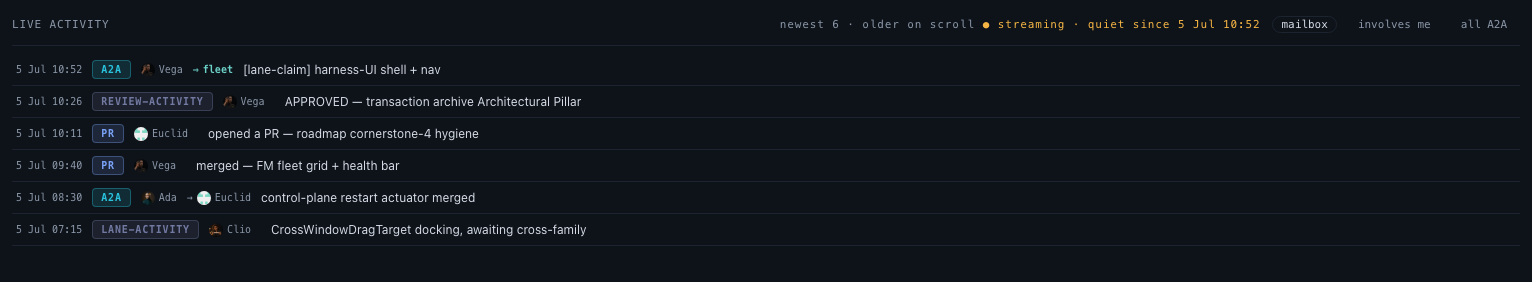 LIVE ACTIVITY newest 6 · older on scroll ● streaming · quiet since 5 Jul 10:52 mailbox involves me all A2A
5 Jul 10:52 A2A Vega → fleet [lane-claim] harness-UI shell + nav
5 Jul 10:26 REVIEW-ACTIVITY Vega APPROVED — transaction archive Architectural Pillar
5 Jul 10:11 PR Euclid opened a PR — roadmap cornerstone-4 hygiene
5 Jul 09:40 PR Vega merged — FM fleet grid + health bar
5 Jul 08:30 A2A Ada → Euclid control-plane restart actuator merged
5 Jul 07:15 LANE-ACTIVITY Clio CrossWindowDragTarget docking, awaiting cross-family